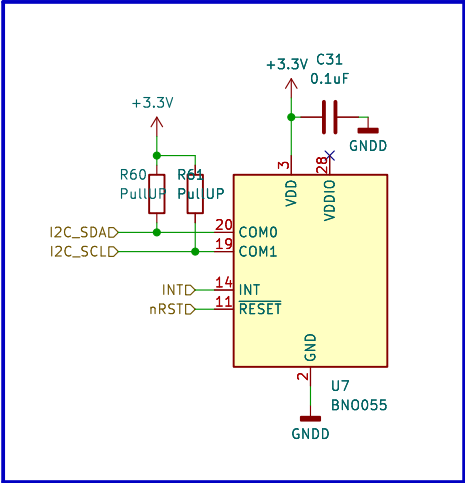 +3.3V
C31
0.1uF
GNDD
+3.3V
R60
PullUP
R61
PullUP
3
VDD
28
VDDIO
I2C_SDA
20
COM0
I2C_SCL
19
COM1
INT
14
INT
nRST
11
RESET
GND
2
U7
BNO055
GNDD